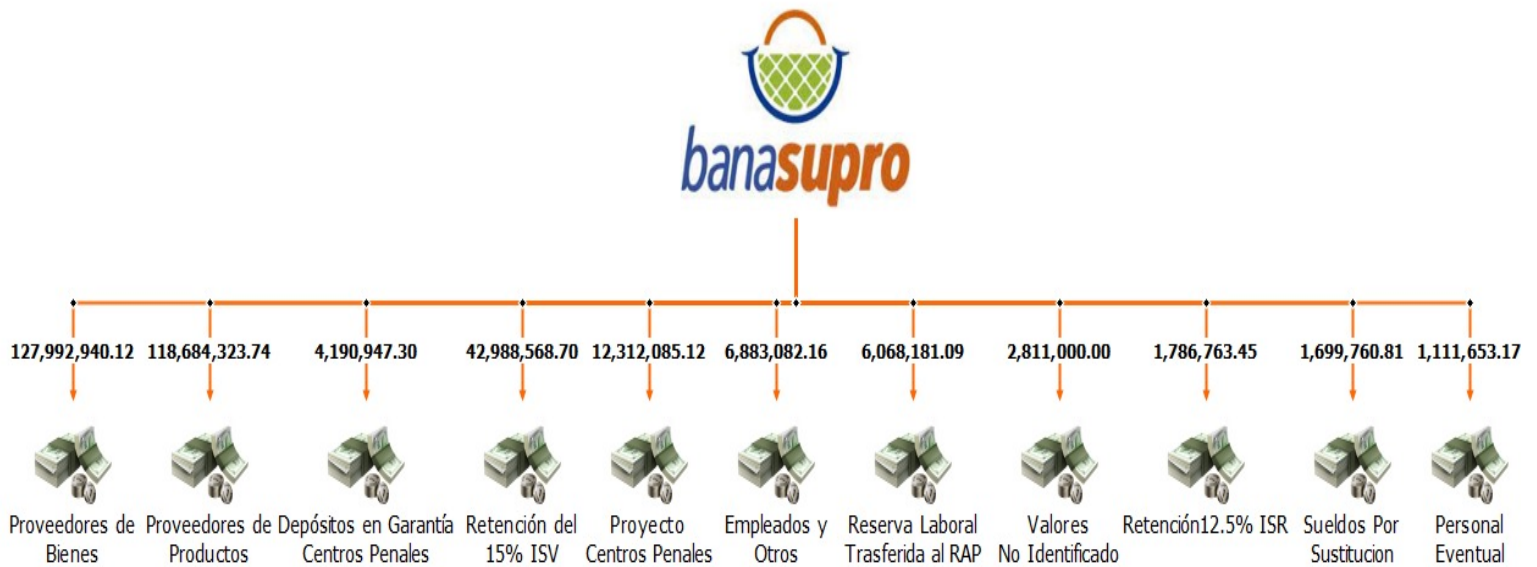 banasupro
127,992,940.12 118,684,323.74 4,190,947.30 42,988,568.70 12,312,085.12 6,883,082.16 6,068,181.09 2,811,000.00 1,786,763.45 1,699,760.81 1,111,653.17
Proveedores de Proveedores de Depósitos en Garantía Retención del Proyecto Empleados y Reserva Laboral Valores Retención12.5% ISR Sueldos Por Personal
Bienes Productos Centros Penales 15% ISV Centros Penales Otros Trasferida al RAP No Identificado Sustitucion Eventual